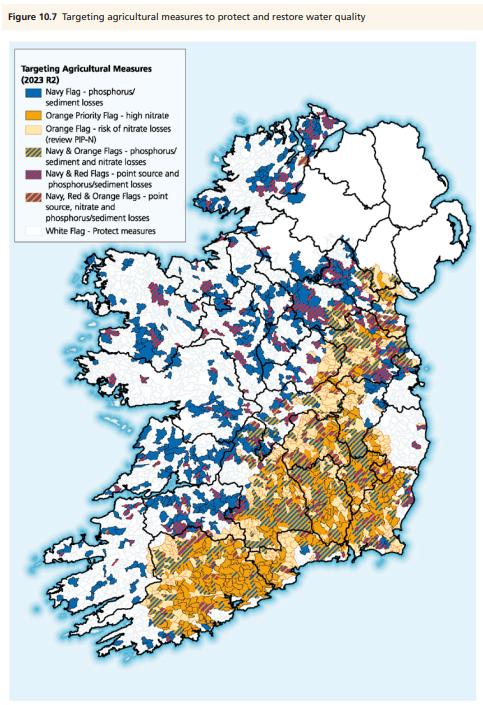 Figure 10.7 Targeting agricultural measures to protect and restore water quality
Targeting Agricultural Measures
(2023 R2)
Navy Flag - phosphorus/
sediment losses
Orange Priority Flag - high nitrate
Orange Flag - risk of nitrate losses
(review PIP-N)
Navy & Orange Flags - phosphorus/
sediment and nitrate losses
Navy & Red Flags - point source and
phosphorus/sediment losses
Navy, Red & Orange Flags - point
source, nitrate and
phosphorus/sediment losses
White Flag - Protect measures